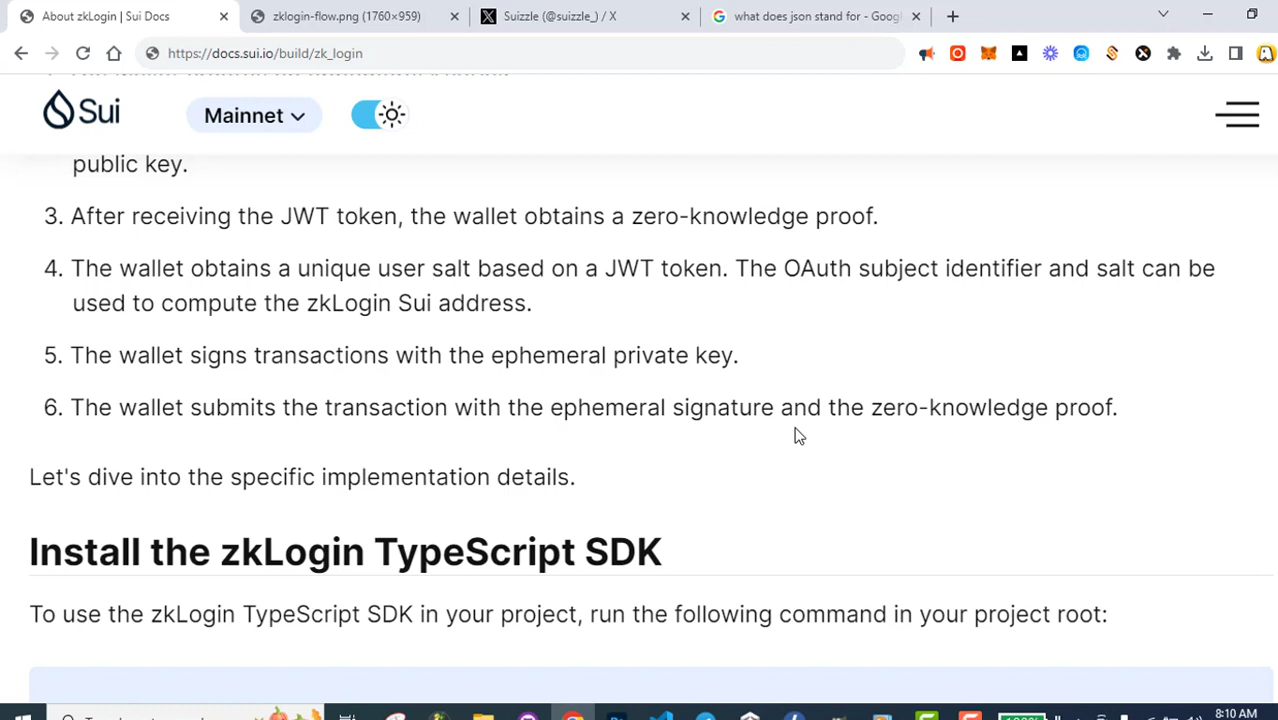 About zkLogin | Sui Docs
zklogin-flow.png (1760×959)
Suizzle (@suizzle_) / X
what does json stand for - Goog
https://docs.sui.io/build/zk_login
Sui
Mainnet
public key.
3. After receiving the JWT token, the wallet obtains a zero-knowledge proof.
4. The wallet obtains a unique user salt based on a JWT token. The OAuth subject identifier and salt can be
used to compute the zkLogin Sui address.
5. The wallet signs transactions with the ephemeral private key.
6. The wallet submits the transaction with the ephemeral signature and the zero-knowledge proof.
Let's dive into the specific implementation details.
Install the zkLogin TypeScript SDK
To use the zkLogin TypeScript SDK in your project, run the following command in your project root:
8:10 AM